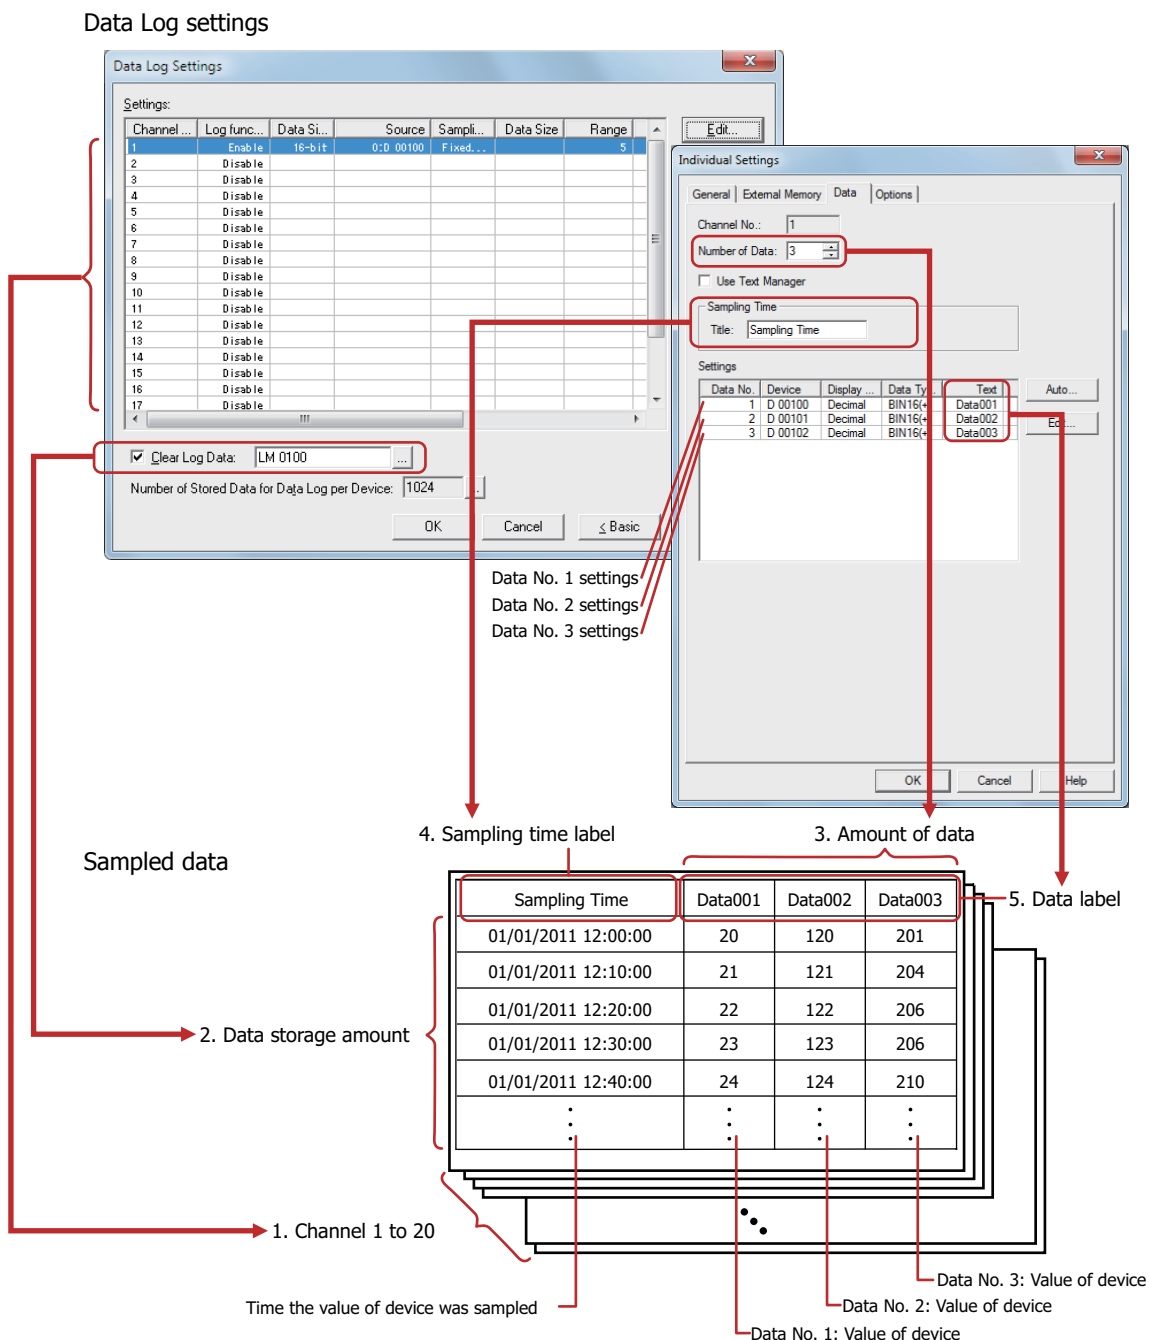 Data Log settings
Data Log Settings
Settings:
Channel ... Log func... Data Si... Source Sampli... Data Size Range
1 Enable 16-bit 0:D 00100 Fixed... 5
2 Disable
3 Disable
4 Disable
5 Disable
6 Disable
7 Disable
8 Disable
9 Disable
10 Disable
11 Disable
12 Disable
13 Disable
14 Disable
15 Disable
16 Disable
17 Disable
Edit...
Clear Log Data: LM 0100 ...
Number of Stored Data for Data Log per Device: 1024
OK Cancel < Basic
Individual Settings
General External Memory Data Options
Channel No.: 1
Number of Data: 3
Use Text Manager
Sampling Time
Title: Sampling Time
Settings
Data No. Device Display ... Data Ty... Text
1 D 00100 Decimal BIN16(+ Data001
2 D 00101 Decimal BIN16(+ Data002
3 D 00102 Decimal BIN16(+ Data003
Auto...
Edit...
OK Cancel Help
Data No. 1 settings
Data No. 2 settings
Data No. 3 settings
4. Sampling time label
3. Amount of data
Sampled data
5. Data label
Sampling Time Data001 Data002 Data003
01/01/2011 12:00:00 20 120 201
01/01/2011 12:10:00 21 121 204
01/01/2011 12:20:00 22 122 206
01/01/2011 12:30:00 23 123 206
01/01/2011 12:40:00 24 124 210
2. Data storage amount
1. Channel 1 to 20
Data No. 3: Value of device
Time the value of device was sampled
Data No. 2: Value of device
Data No. 1: Value of device